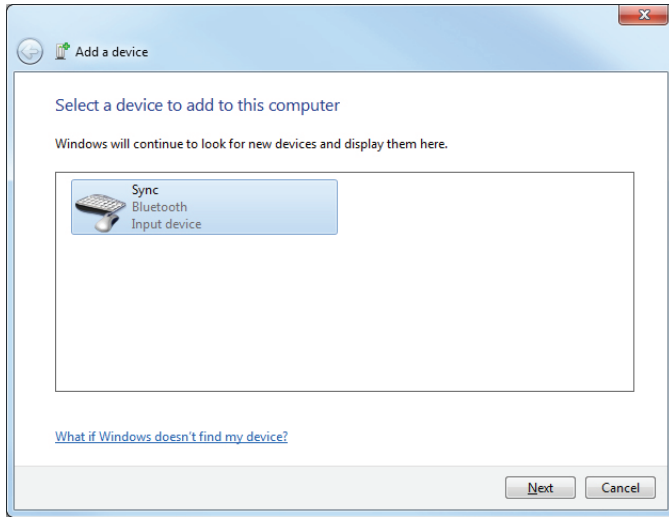 Add a device
Select a device to add to this computer
Windows will continue to look for new devices and display them here.
Sync
Bluetooth
Input device
What if Windows doesn't find my device?
Next
Cancel